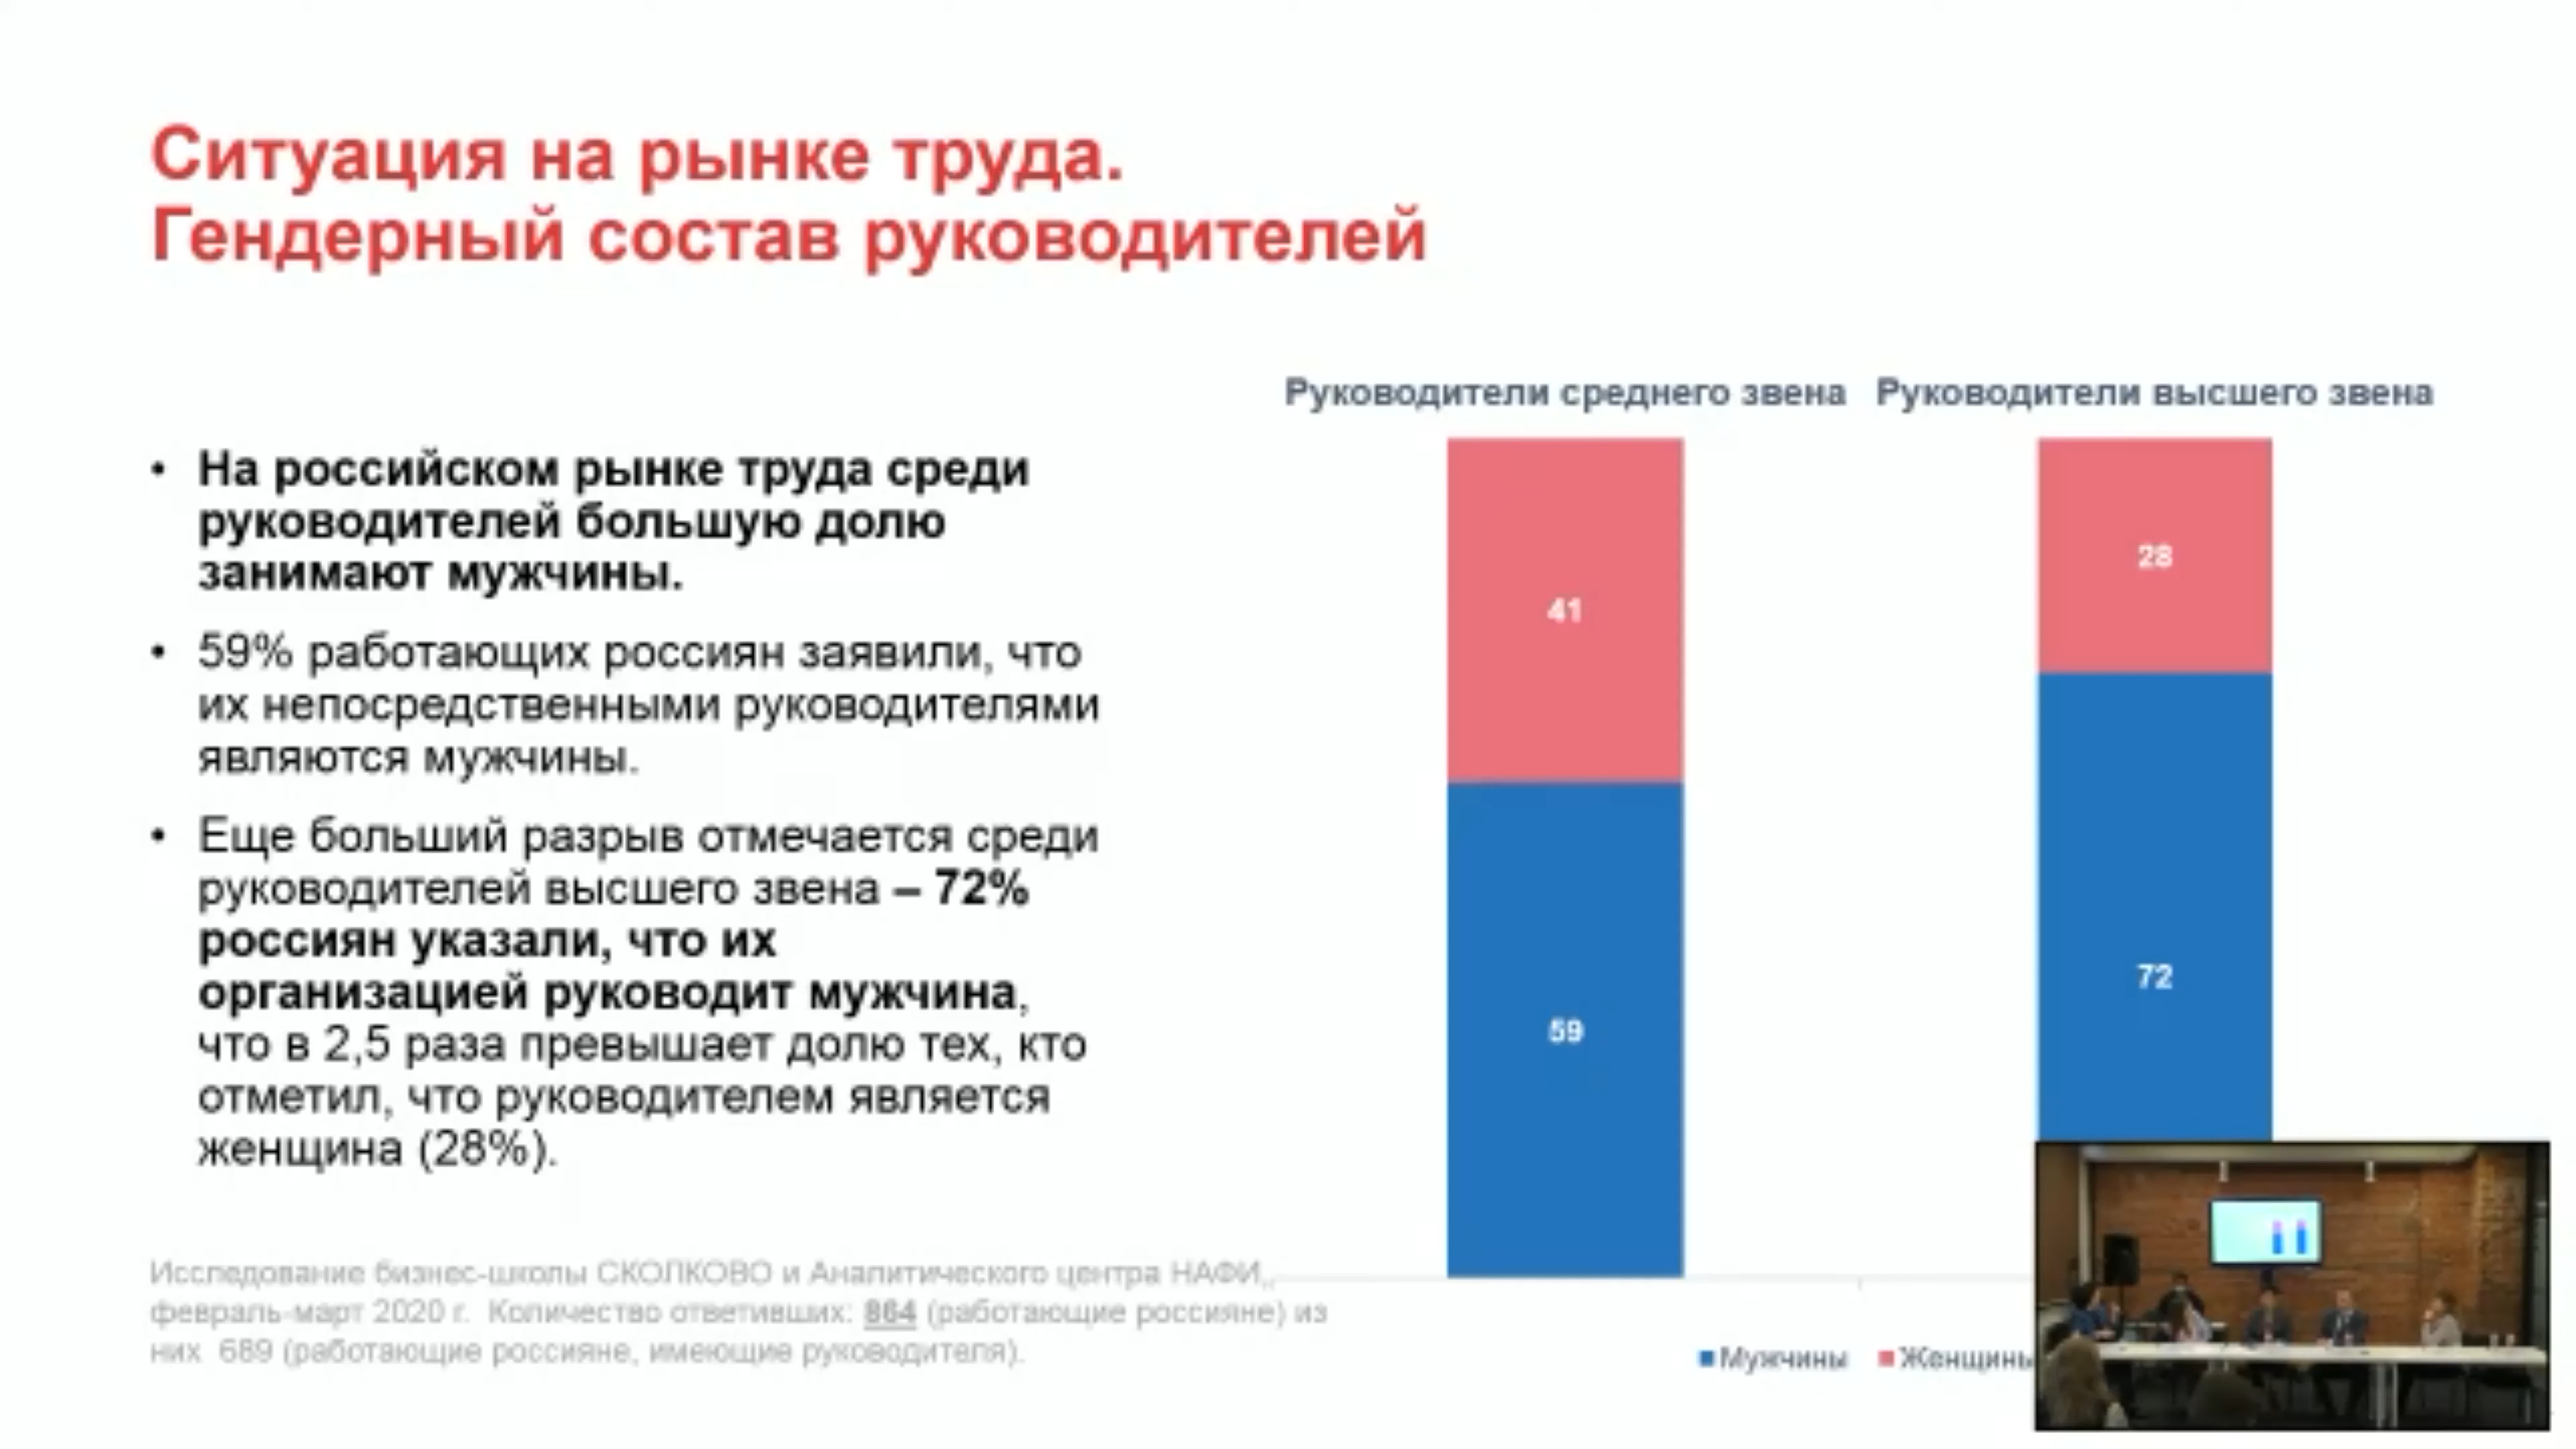 Ситуация на рынке труда.
Гендерный состав руководителей
• На российском рынке труда среди
руководителей большую долю
занимают мужчины.
• 59% работающих россиян заявили, что
их непосредственными руководителями
являются мужчины.
• Еще больший разрыв отмечается среди
руководителей высшего звена – 72%
россиян указали, что их
организацией руководит мужчина,
что в 2,5 раза превышает долю тех, кто
отметил, что руководителем является
женщина (28%).
Руководители среднего звена
41
59
Руководители высшего звена
28
72
Мужчины Женщины
Исследование бизнес-школы СКОЛКОВО и Аналитического центра НАФИ,,
февраль-март 2020 г. Количество ответивших: 864 (работающие россияне) из
них 689 (работающие россияне, имеющие руководителя).